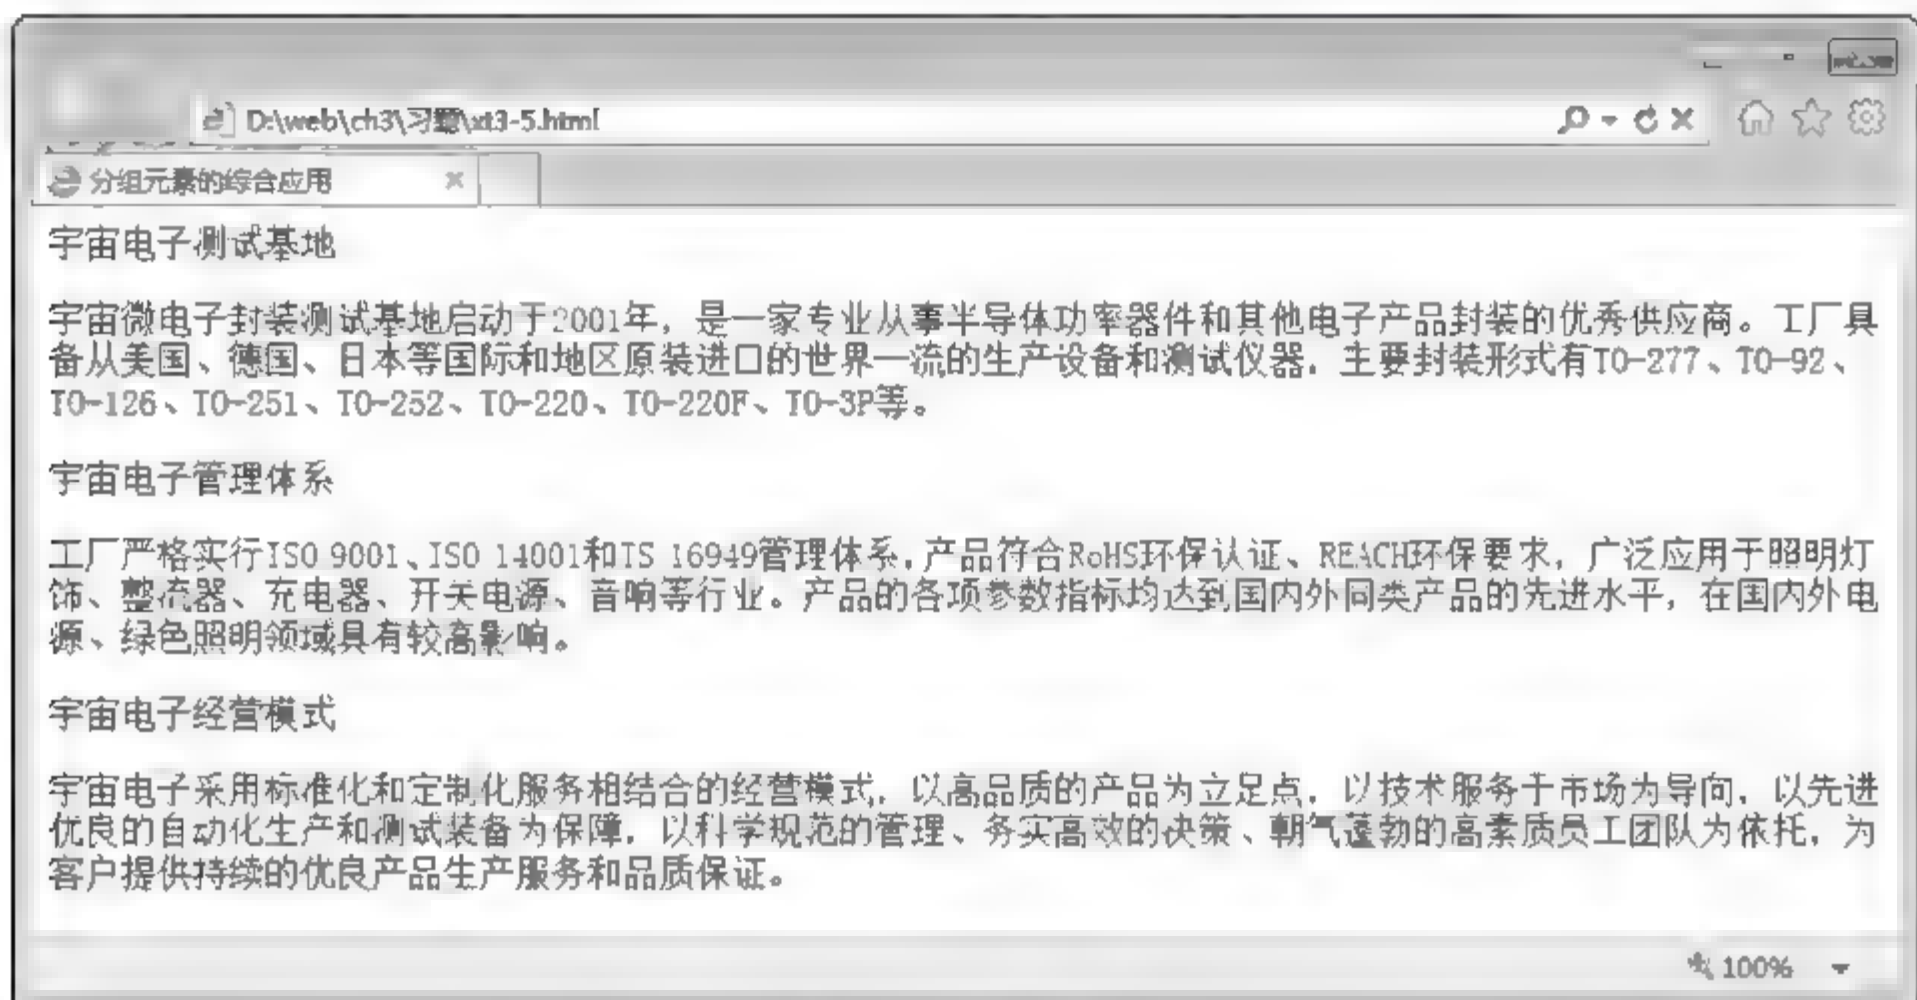 D:\web\ch3\习题\xt3-5.html
分组元素的综合应用
宇宙电子测试基地
宇宙微电子封装测试基地启动于2001年，是一家专业从事半导体功率器件和其他电子产品封装的优秀供应商。工厂具
备从美国、德国、日本等国际和地区原装进口的世界一流的生产设备和测试仪器，主要封装形式有TO-277、TO-92、
TO-126、TO-251、TO-252、TO-220、TO-220F、TO-3P等。
宇宙电子管理体系
工厂严格实行ISO 9001、ISO 14001和TS 16949管理体系，产品符合RoHS环保认证、REACH环保要求，广泛应用于照明灯
饰、整流器、充电器、开关电源、音响等行业。产品的各项参数指标均达到国内外同类产品的先进水平，在国内外电
源、绿色照明领域具有较高影响。
宇宙电子经营模式
宇宙电子采用标准化和定制化服务相结合的经营模式，以高品质的产品为立足点，以技术服务于市场为导向，以先进
优良的自动化生产和测试装备为保障，以科学规范的管理、务实高效的决策、朝气蓬勃的高素质员工团队为依托，为
客户提供持续的优良产品生产服务和品质保证。
100%